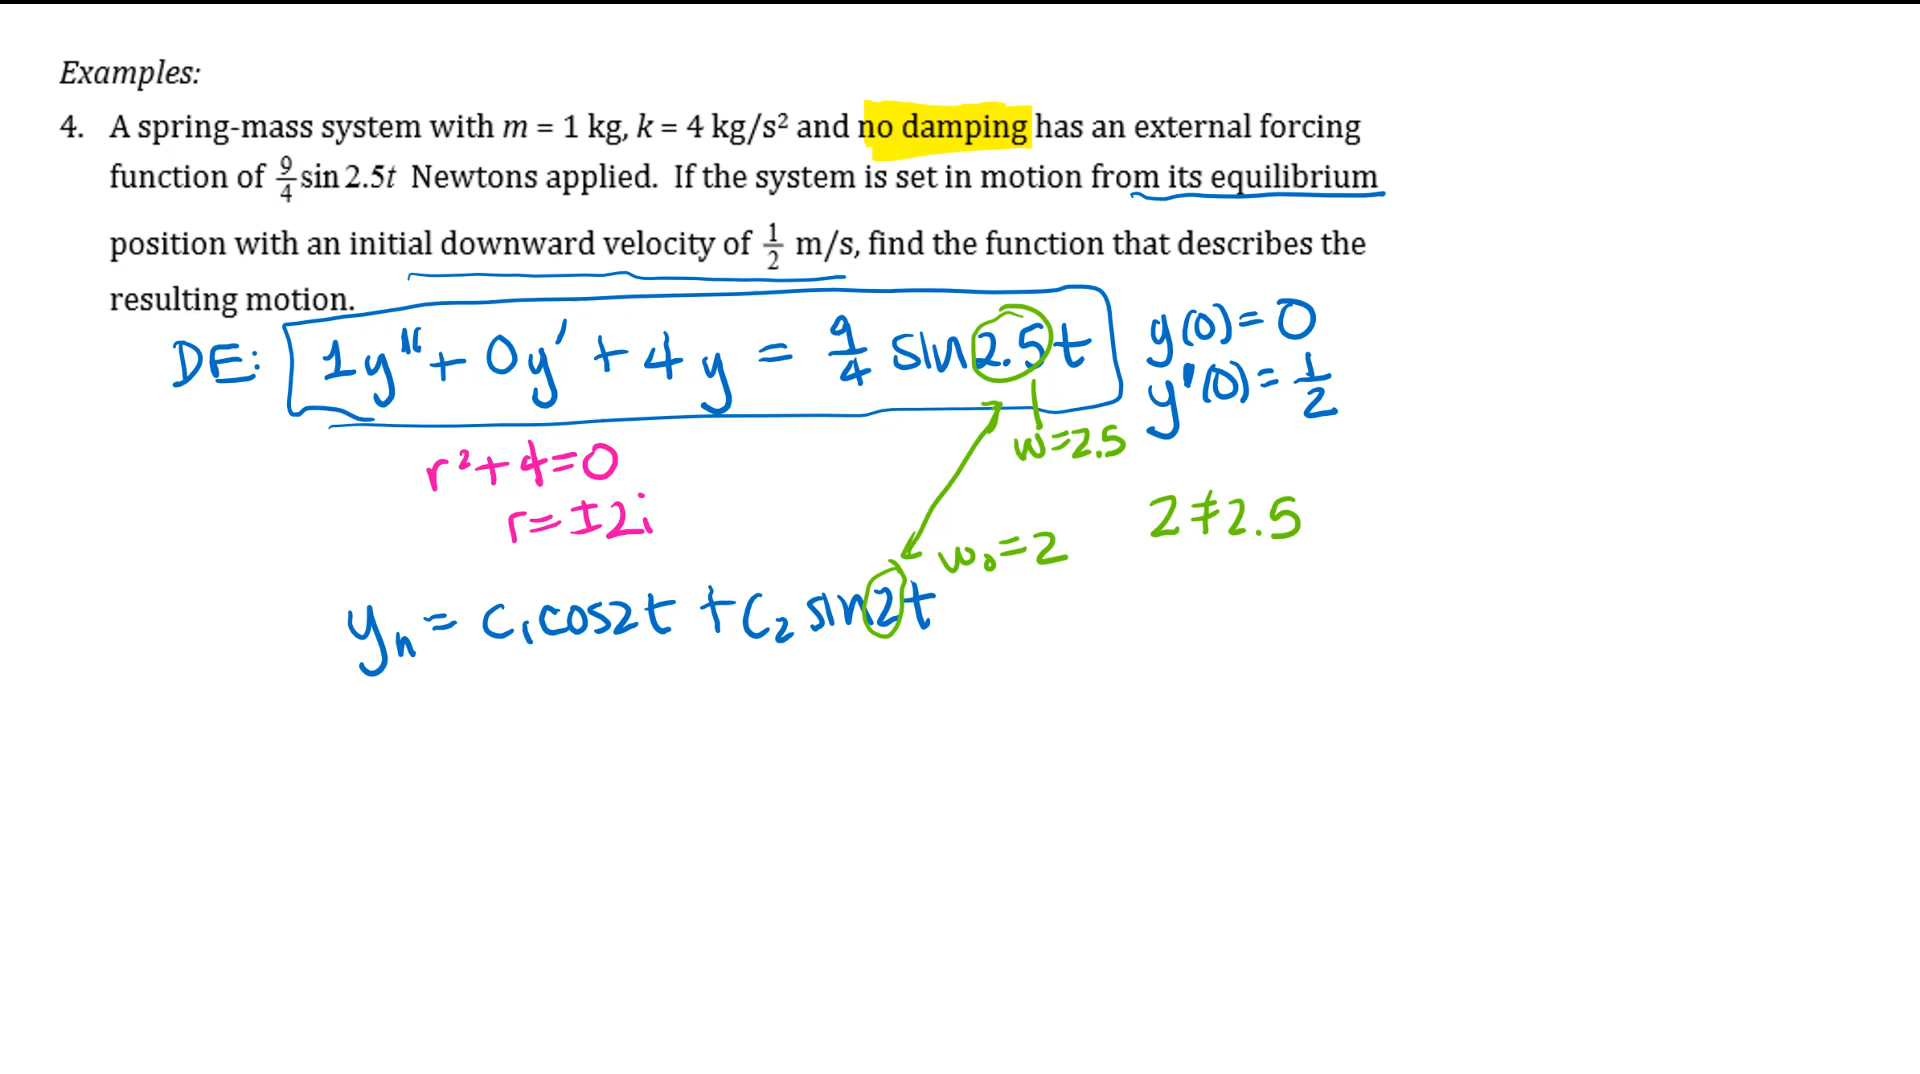 Examples:
4. A spring-mass system with m = 1 kg, k = 4 kg/s² and no damping has an external forcing
function of 9/4 sin 2.5t Newtons applied. If the system is set in motion from its equilibrium
position with an initial downward velocity of 1/2 m/s, find the function that describes the
resulting motion.
DE: 1y'' + 0y' + 4y = 9/4 sin 2.5t
y(0) = 0
y'(0) = 1/2
w = 2.5
r² + 4 = 0
r = ±2i
2 ≠ 2.5
w₀ = 2
yₕ = c₁cos2t + c₂ sin2t